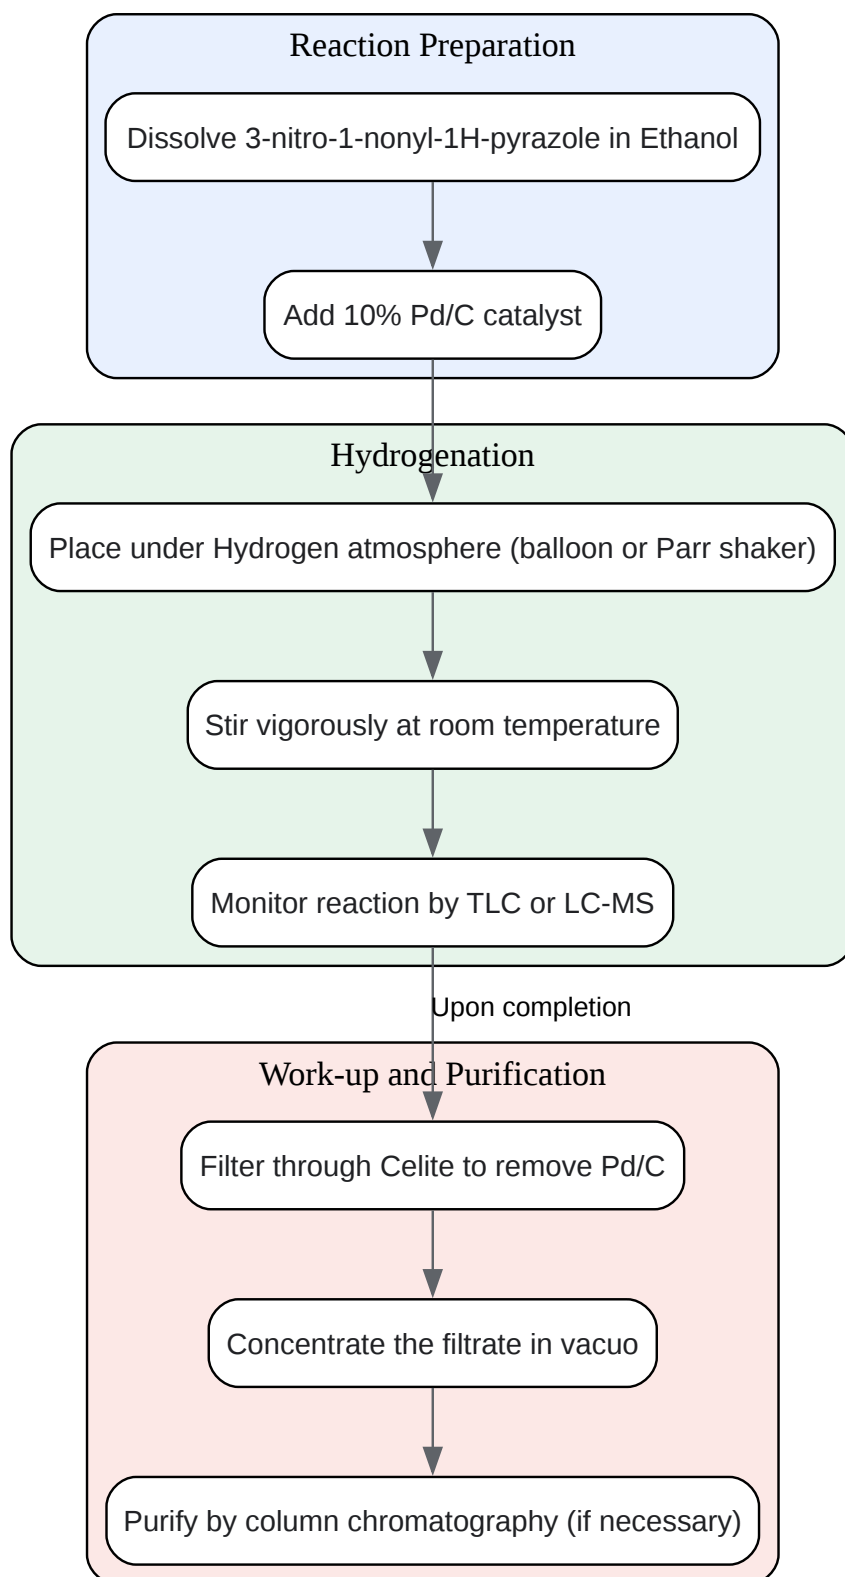 Reaction Preparation
Dissolve 3-nitro-1-nonyl-1H-pyrazole in Ethanol
Add 10% Pd/C catalyst
Hydrogenation
Place under Hydrogen atmosphere (balloon or Parr shaker)
Stir vigorously at room temperature
Monitor reaction by TLC or LC-MS
Upon completion
Work-up and Purification
Filter through Celite to remove Pd/C
Concentrate the filtrate in vacuo
Purify by column chromatography (if necessary)